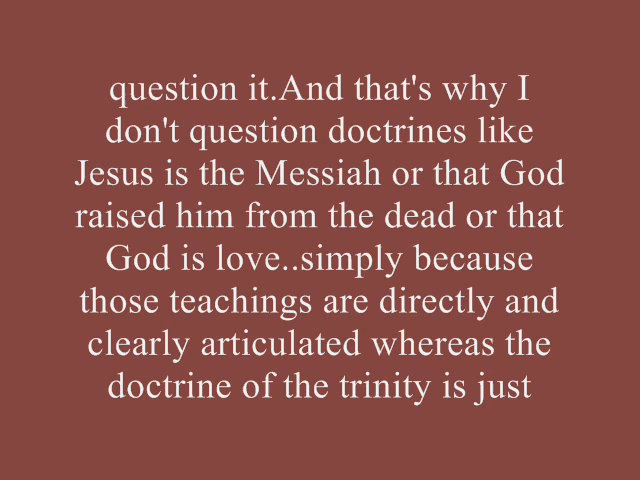 question it.And that's why I
don't question doctrines like
Jesus is the Messiah or that God
raised him from the dead or that
God is love..simply because
those teachings are directly and
clearly articulated whereas the
doctrine of the trinity is just